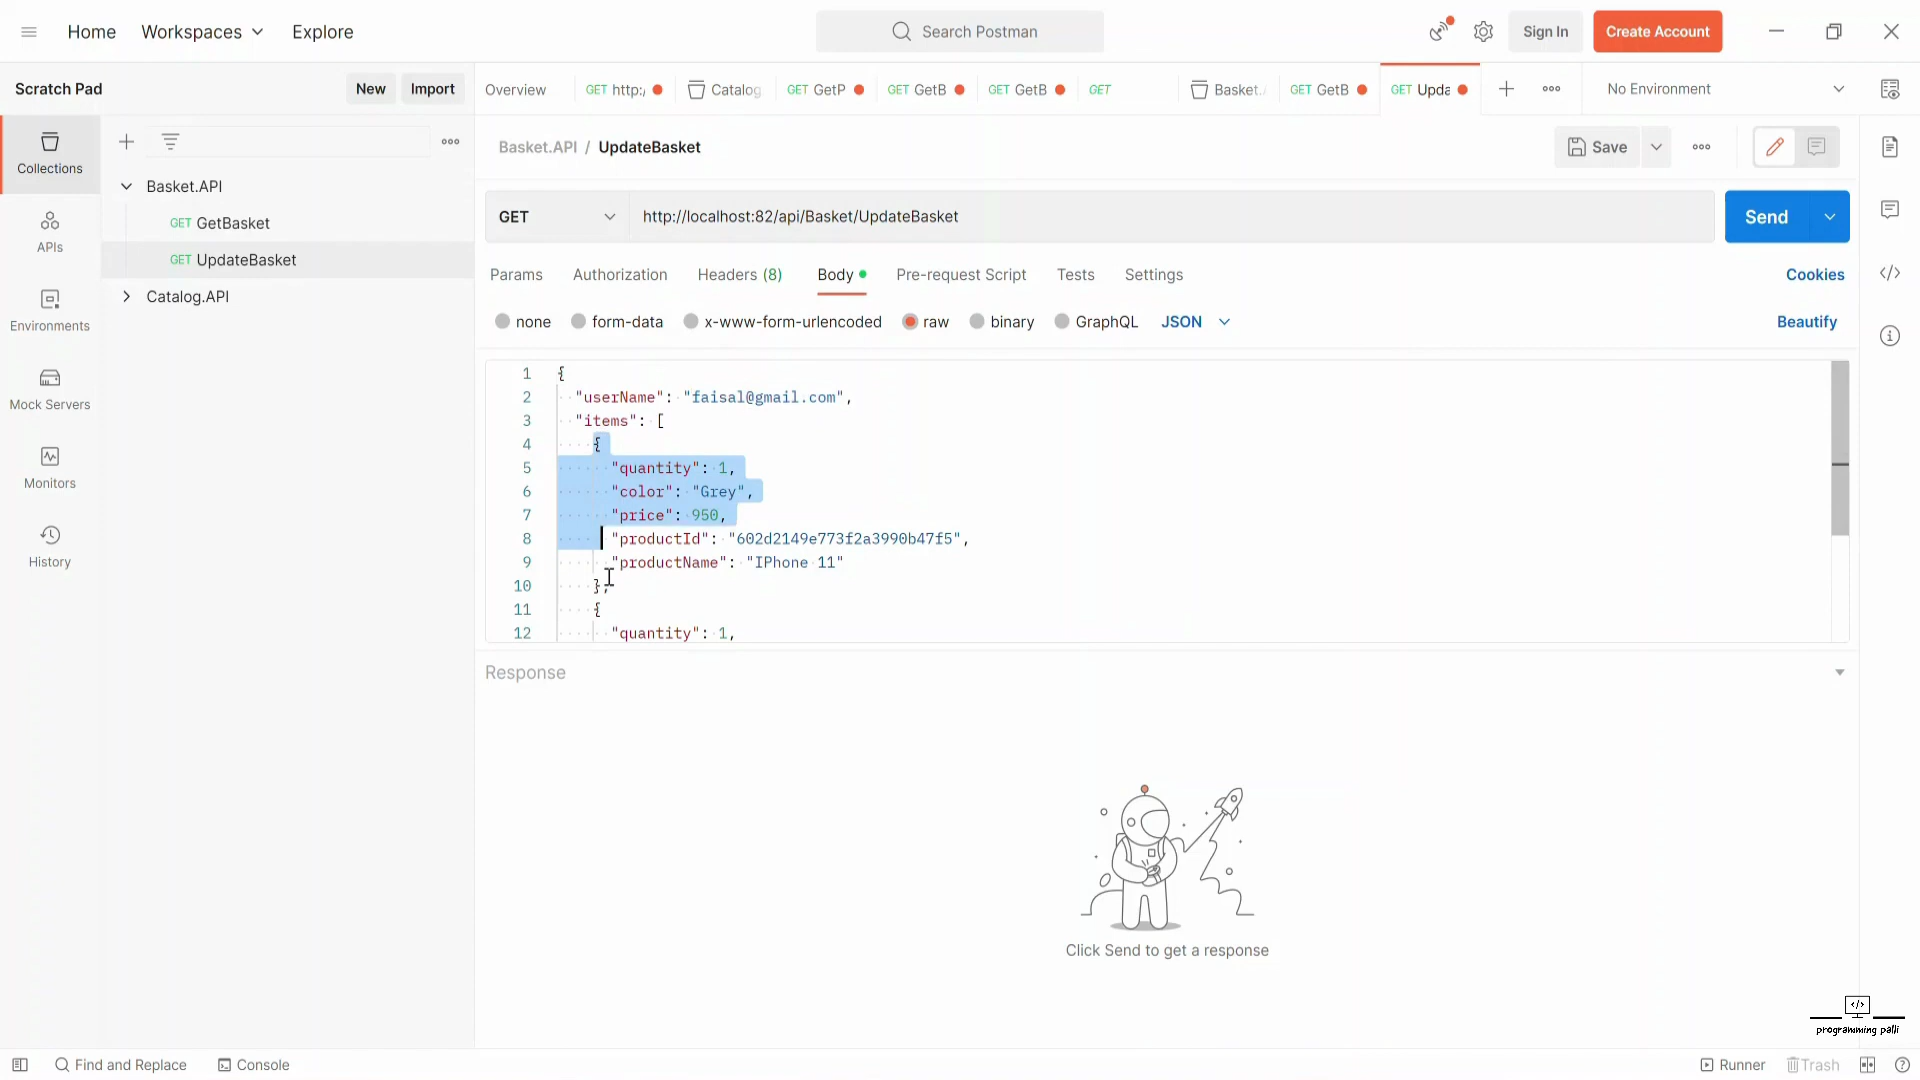 Home
Workspaces
Explore
Search Postman
Sign In
Create Account
Scratch Pad
New
Import
Overview
GET http:/
Catalog
GET GetP
GET GetB
GET GetB
GET
Basket.
GET GetB
GET Upda
No Environment
Collections
Basket.API / UpdateBasket
Save
Basket.API
GET GetBasket
GET UpdateBasket
Catalog.API
APIs
Environments
Mock Servers
Monitors
History
GET
http://localhost:82/api/Basket/UpdateBasket
Send
Params
Authorization
Headers (8)
Body
Pre-request Script
Tests
Settings
Cookies
none
form-data
x-www-form-urlencoded
raw
binary
GraphQL
JSON
Beautify
1 {
2 "userName": "faisal@gmail.com",
3 "items": [
4 {
5 "quantity": 1,
6 "color": "Grey",
7 "price": 950,
8 "productId": "602d2149e773f2a3990b47f5",
9 "productName": "IPhone 11"
10 },
11 {
12 "quantity": 1,
Response
Click Send to get a response
</>
programming palli
Find and Replace
Console
Runner
Trash